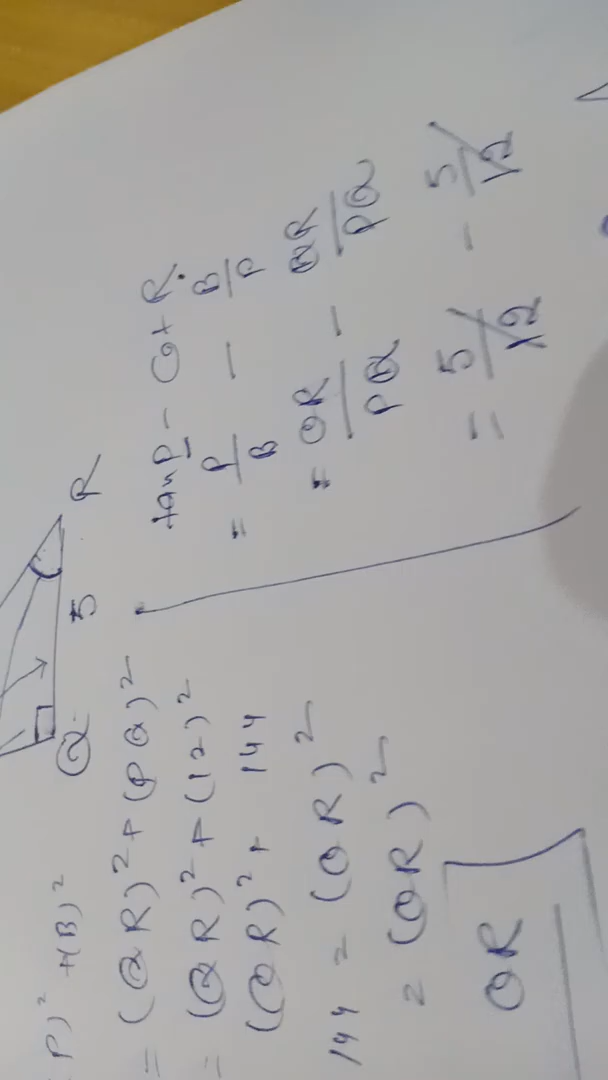 R
5
Q
P)² + (B)²
= (QR)² + (PQ)²
= (QR)² + (12)²
(QR)² + 144
144 = (QR)²
= (QR)²
QR
tan P - Cot R.
= P/B - B/P
= QR/PQ - QR/PQ
= 5/12 - 5/12